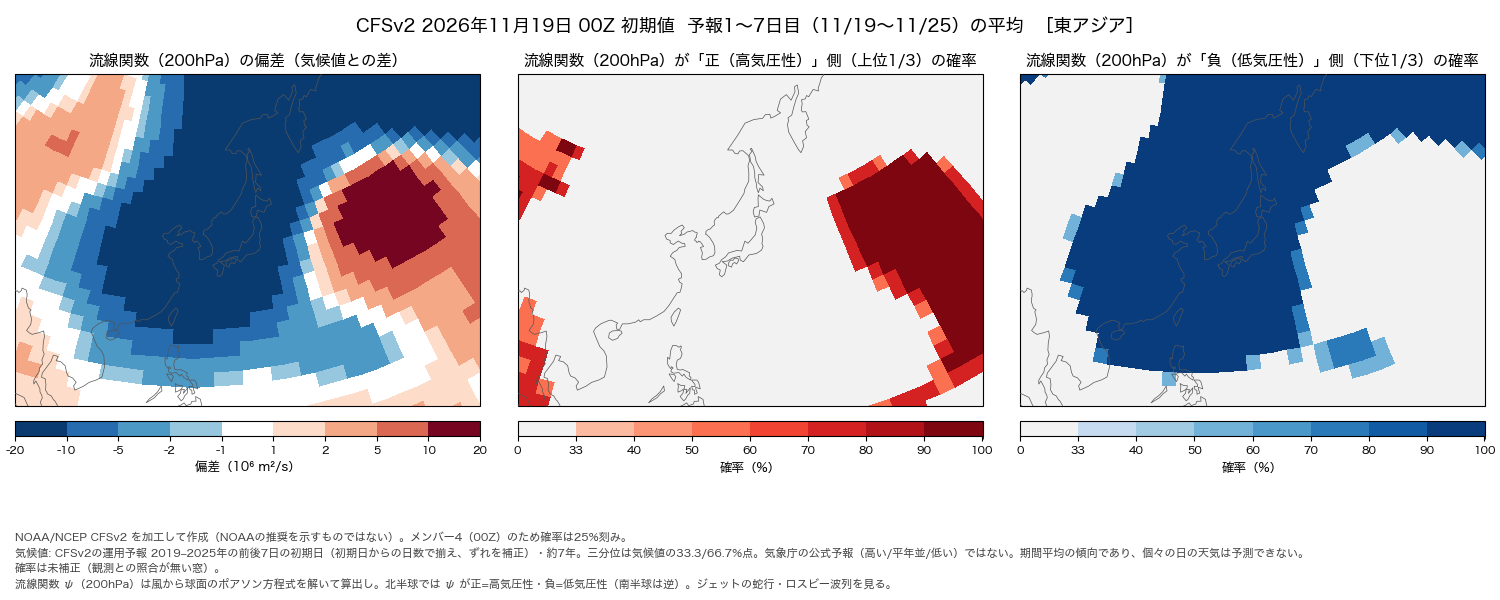 CFSv2 2026年11月19日 00Z 初期値 予報1〜7日目（11/19〜11/25）の平均 ［東アジア］
流線関数（200hPa）の偏差（気候値との差）
流線関数（200hPa）が「正（高気圧性）」側（上位1/3）の確率
流線関数（200hPa）が「負（低気圧性）」側（下位1/3）の確率
-20 -10 -5 -2 -1 1 2 5 10 20
偏差（10⁶ m²/s）
0 33 40 50 60 70 80 90 100
確率（%）
0 33 40 50 60 70 80 90 100
確率（%）
NOAA/NCEP CFSv2 を加工して作成（NOAAの推奨を示すものではない）。メンバー4（00Z）のため確率は25%刻み。
気候値: CFSv2の運用予報 2019–2025年の前後7日の初期日（初期日からの日数で揃え、ずれを補正）・約7年。三分位は気候値の33.3/66.7%点。気象庁の公式予報（高い/平年並/低い）ではない。期間平均の傾向であり、個々の日の天気は予測できない。
確率は未補正（観測との照合が無い窓）。
流線関数 ψ（200hPa）は風から球面のポアソン方程式を解いて算出し。北半球では ψ が正=高気圧性・負=低気圧性（南半球は逆）。ジェットの蛇行・ロスビー波列を見る。